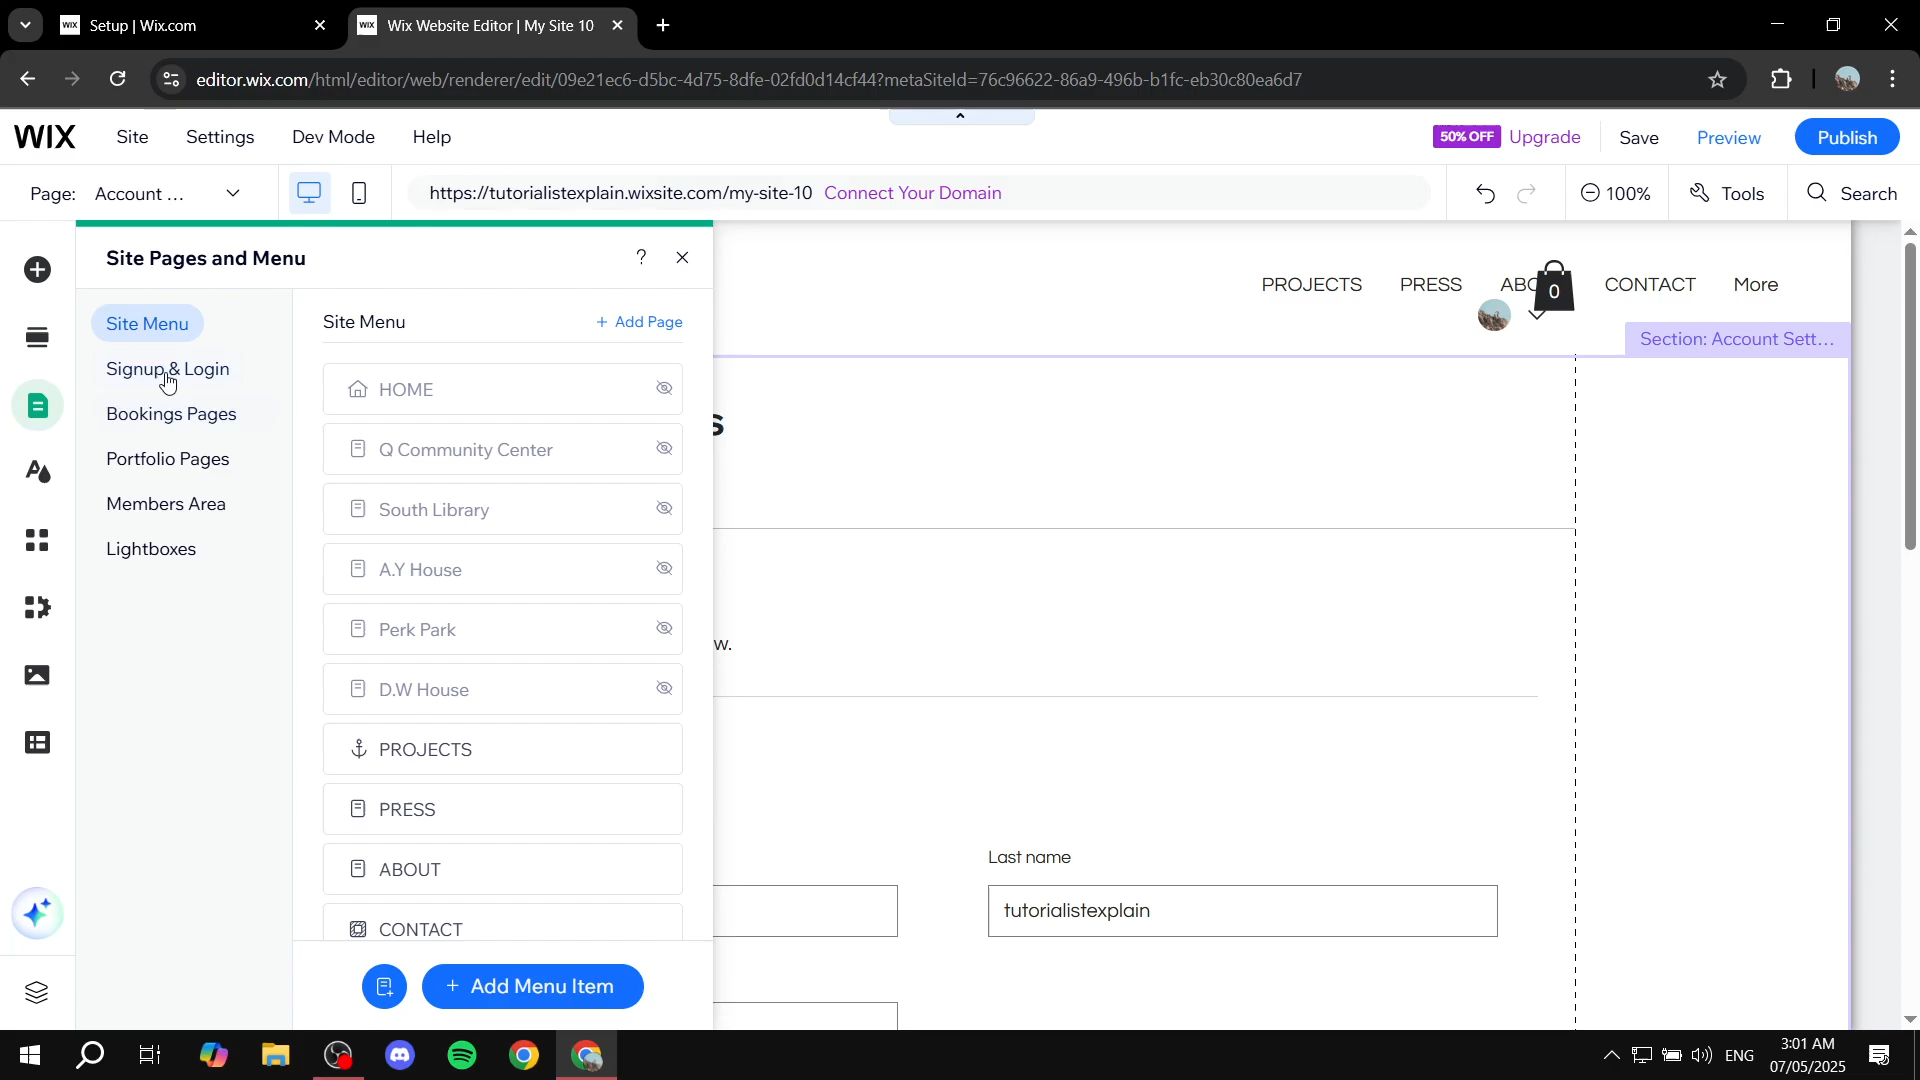 Setup | Wix.com
Wix Website Editor | My Site 10
editor.wix.com/html/editor/web/renderer/edit/09e21ec6-d5bc-4d75-8dfe-02fd0d14cf44?metaSiteId=76c96622-86a9-496b-b1fc-eb30c80ea6d7
WIX Site Settings Dev Mode Help 50% OFF Upgrade Save Preview Publish
Page: Account ... https://tutorialistexplain.wixsite.com/my-site-10 Connect Your Domain 100% Tools Search
Site Pages and Menu ?
Site Menu
Signup & Login
Bookings Pages
Portfolio Pages
Members Area
Lightboxes
Site Menu + Add Page
HOME
Q Community Center
South Library
A.Y House
Perk Park
D.W House
PROJECTS
PRESS
ABOUT
CONTACT
+ Add Menu Item
PROJECTS PRESS ABO CONTACT More
0
Section: Account Sett...
s
w.
Last name
tutorialistexplain
ENG
3:01 AM
07/05/2025